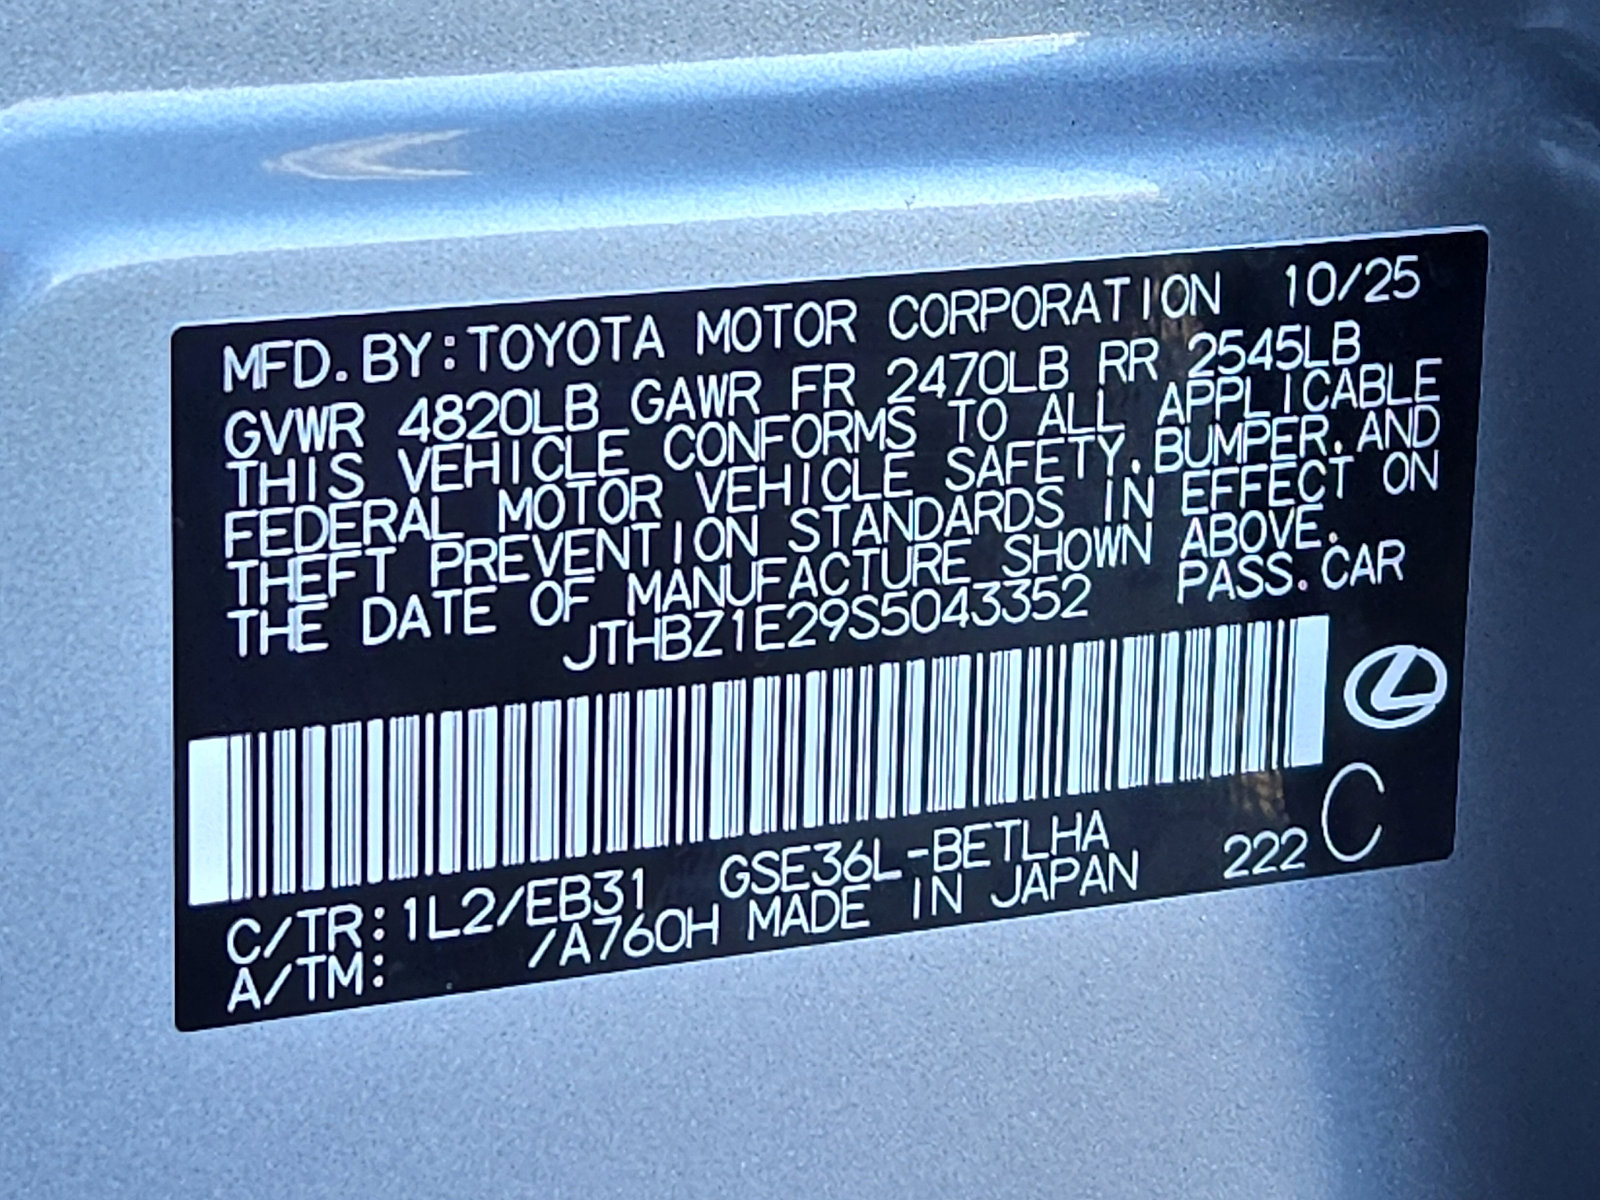 MFD. BY: TOYOTA MOTOR CORPORATION 10/25
GVWR 4820LB GAWR FR 2470LB RR 2545LB
THIS VEHICLE CONFORMS TO ALL APPLICABLE
FEDERAL MOTOR VEHICLE SAFETY, BUMPER, AND
THEFT PREVENTION STANDARDS IN EFFECT ON
THE DATE OF MANUFACTURE SHOWN ABOVE.
JTHBZ1E29S5043352 PASS. CAR
C/TR: 1L2/EB31 GSE36L-BETLHA
A/TM: /A760H MADE IN JAPAN 222 C